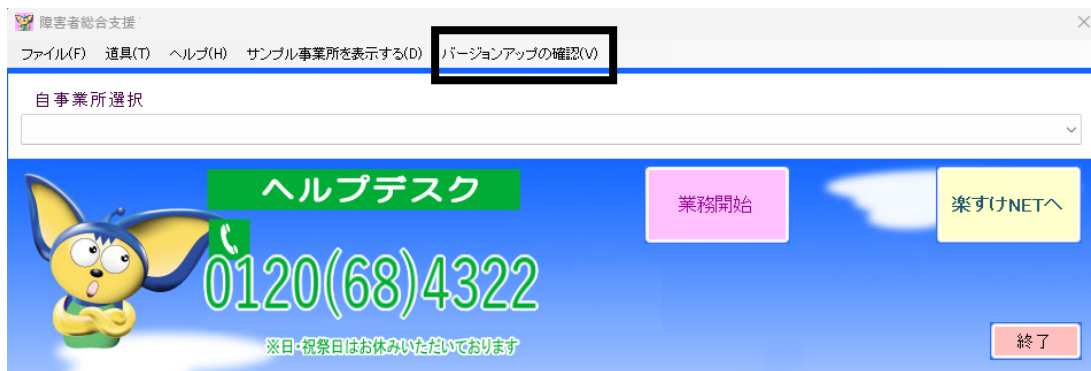 障害者総合支援
ファイル(F) 道具(T) ヘルプ(H) サンプル事業所を表示する(D) バージョンアップの確認(V)
自事業所選択
ヘルプデスク
業務開始
楽すけNETへ
0120(68)4322
※日・祝祭日はお休みいただいております
終了